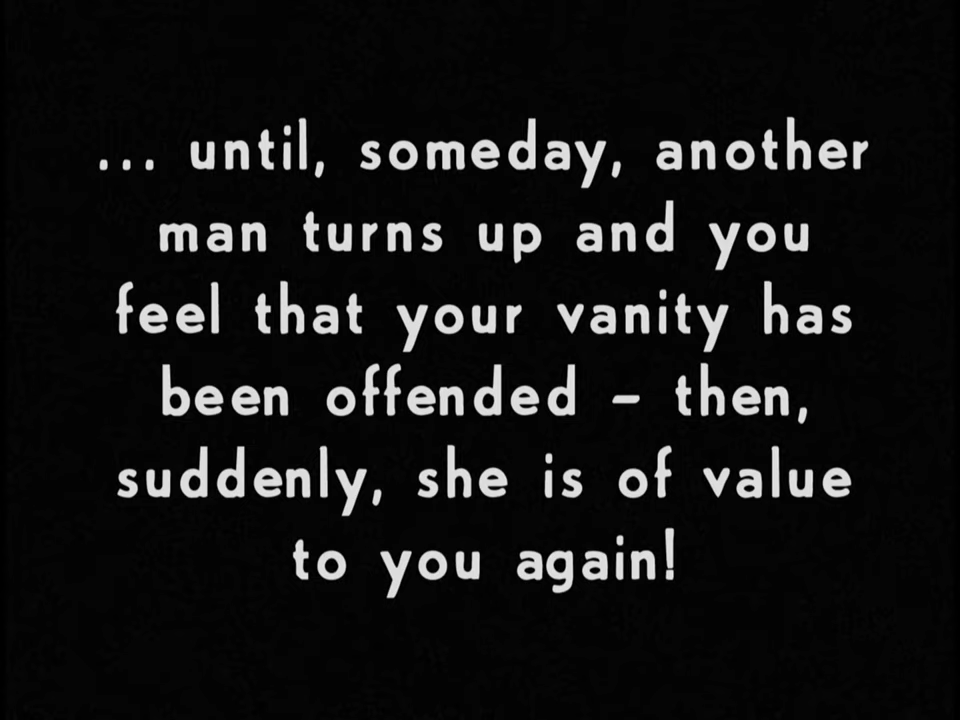 ... until, someday, another
man turns up and you
feel that your vanity has
been offended – then,
suddenly, she is of value
to you again!